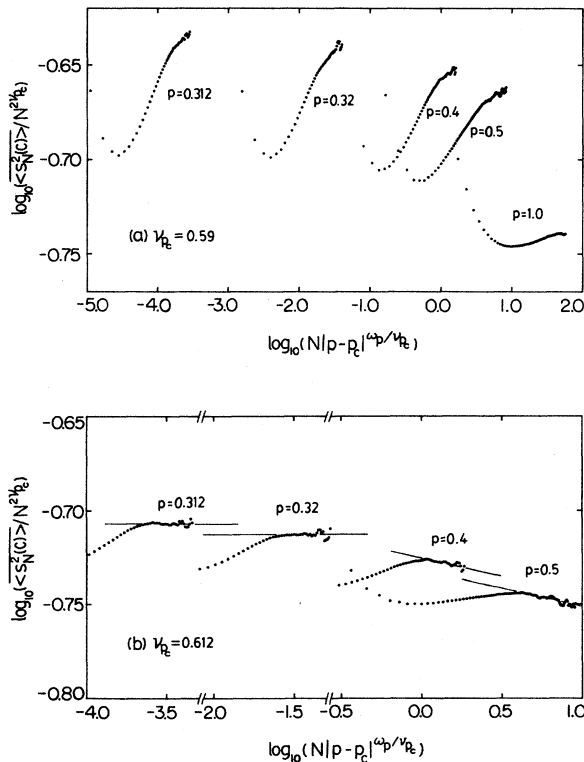 −0.65
−0.70
−0.75
log₁₀(<S²_N(C)>/N^2ν_pc)
p=0.312
p=0.32
p=0.4
p=0.5
p=1.0
(a) ν_pc = 0.59
-5.0 -4.0 -3.0 -2.0 -1.0 0.0 1.0 2.0
log₁₀(N|p-p_c|^ω_p/ν_pc)
−0.65
−0.70
−0.75
−0.80
log₁₀(<S²_N(C)>/N^2ν_pc)
p=0.312
p=0.32
p=0.4
p=0.5
(b) ν_pc = 0.612
-4.0 -3.5 -2.0 -1.5 -0.5 0.0 0.5 1.0
log₁₀(N|p-p_c|^ω_p/ν_pc)